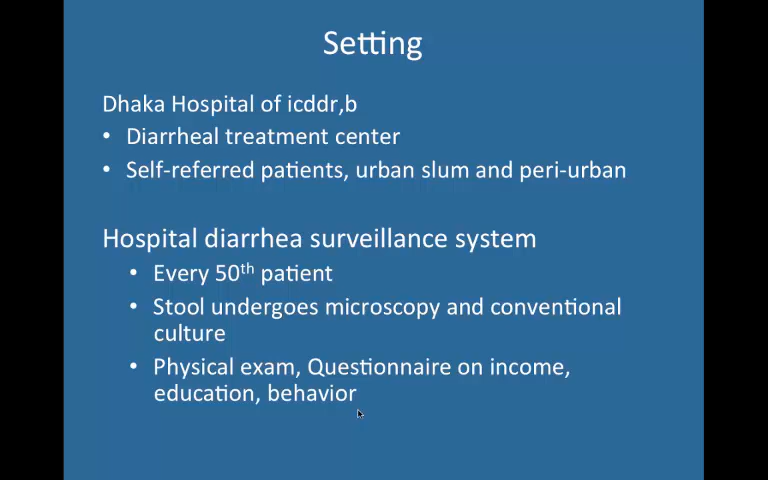 Setting
Dhaka Hospital of icddr,b
• Diarrheal treatment center
• Self-referred patients, urban slum and peri-urban
Hospital diarrhea surveillance system
• Every 50th patient
• Stool undergoes microscopy and conventional
culture
• Physical exam, Questionnaire on income,
education, behavior